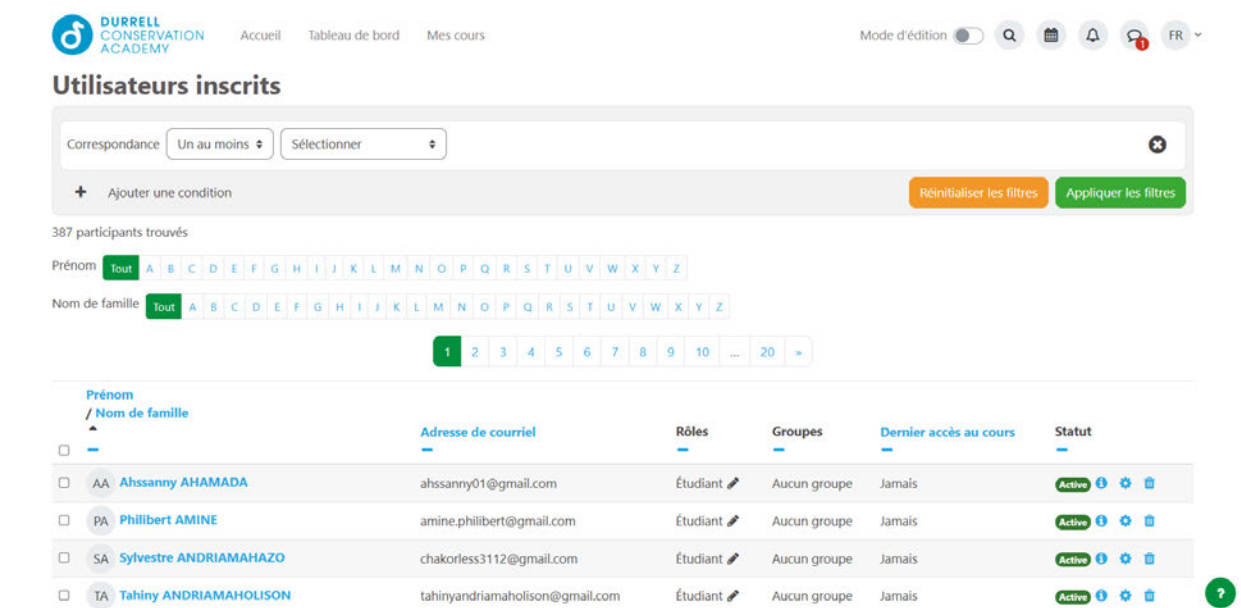 DURRELL
CONSERVATION
ACADEMY
Accueil Tableau de bord Mes cours Mode d'édition 1 FR
Utilisateurs inscrits
Correspondance Un au moins Sélectionner
Ajouter une condition Réinitialiser les filtres Appliquer les filtres
387 participants trouvés
Prénom Tout A B C D E F G H I J K L M N O P Q R S T U V W X Y Z
Nom de famille Tout A B C D E F G H I J K L M N O P Q R S T U V W X Y Z
1 2 3 4 5 6 7 8 9 10 ... 20 »
Prénom
/ Nom de famille
Adresse de courriel Rôles Groupes Dernier accès au cours Statut
AA Ahssanny AHAMADA ahssanny01@gmail.com Étudiant Aucun groupe Jamais Active
PA Philibert AMINE amine.philibert@gmail.com Étudiant Aucun groupe Jamais Active
SA Sylvestre ANDRIAMAHAZO chakorless3112@gmail.com Étudiant Aucun groupe Jamais Active
TA Tahiny ANDRIAMAHOLISON tahinyandriamaholison@gmail.com Étudiant Aucun groupe Jamais Active ?